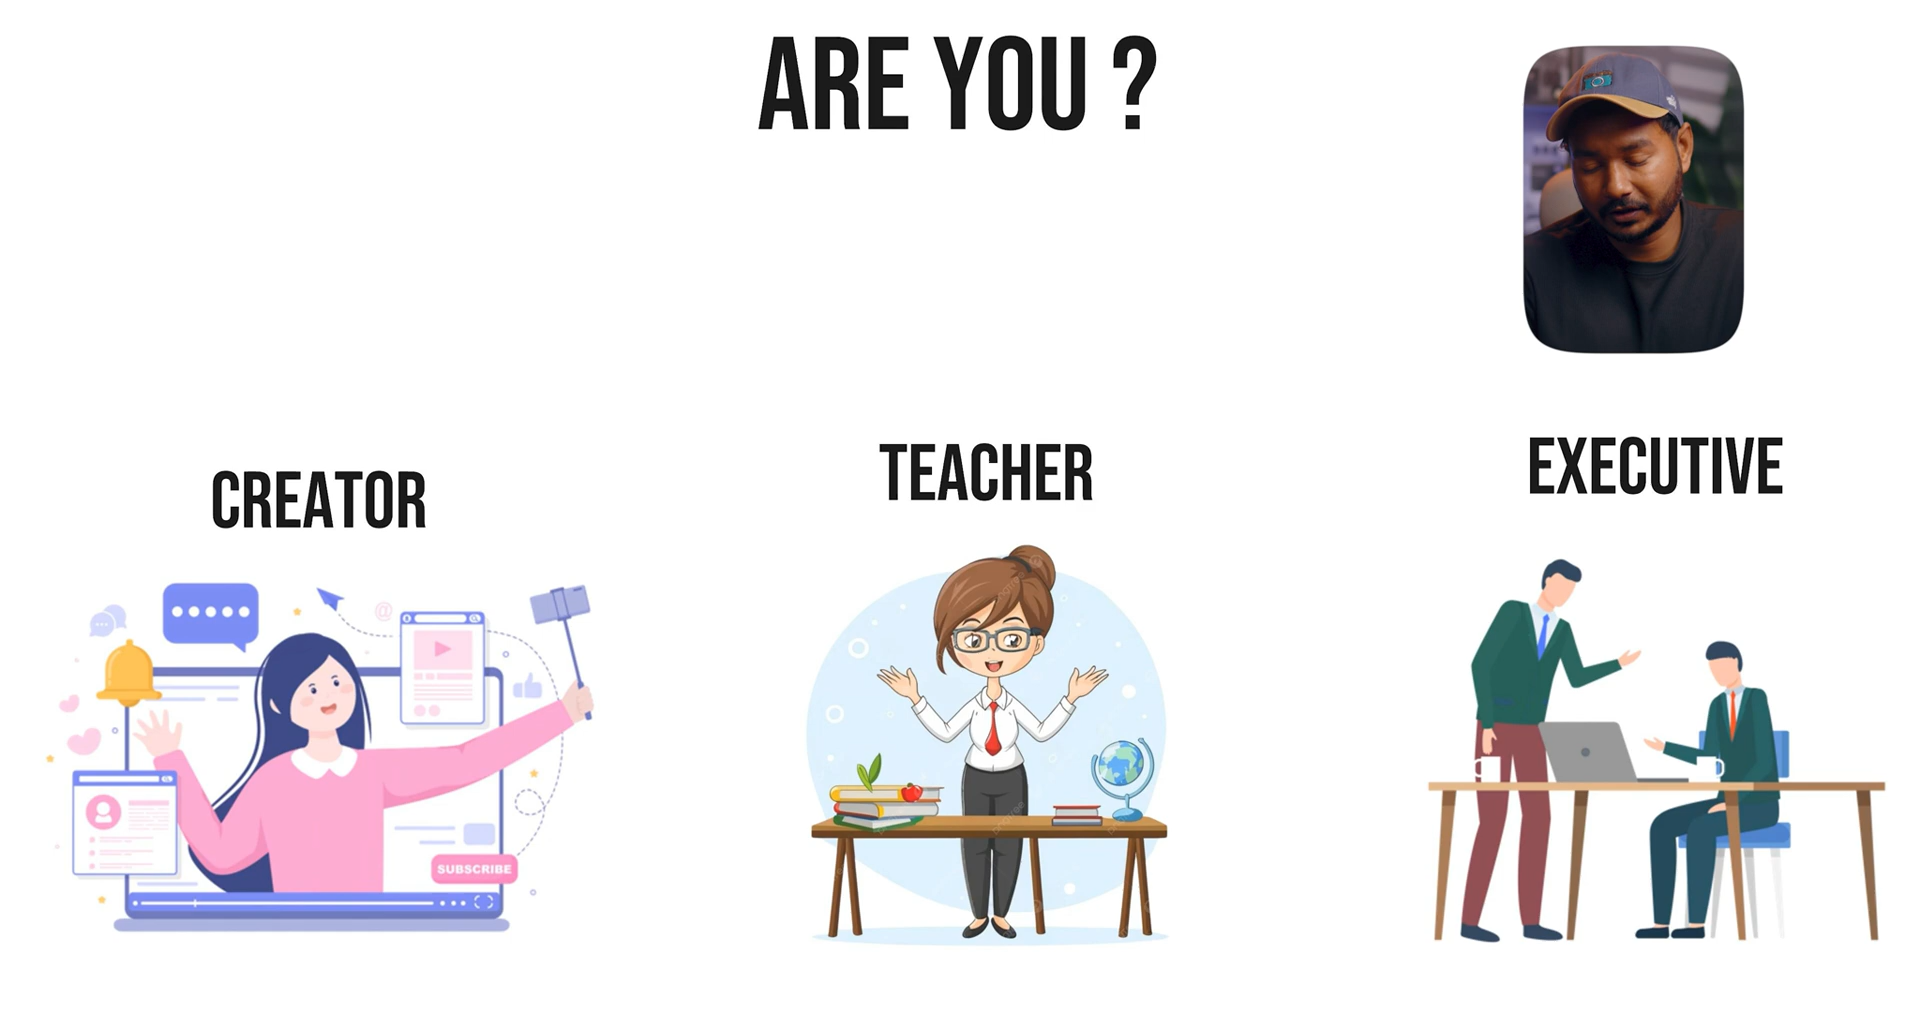 ARE YOU ?
CREATOR
TEACHER
EXECUTIVE
@
SUBSCRIBE